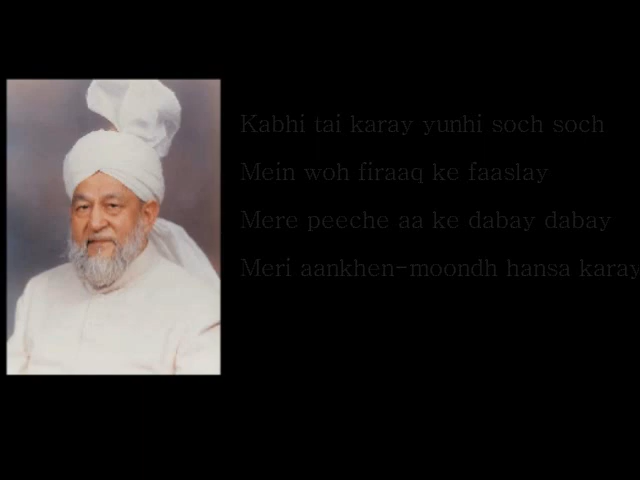 Kabhi tai karay yunhi soch soch
Mein woh firaaq ke faaslay
Mere peeche aa ke dabay dabay
Meri aankhen-moondh hansa karay